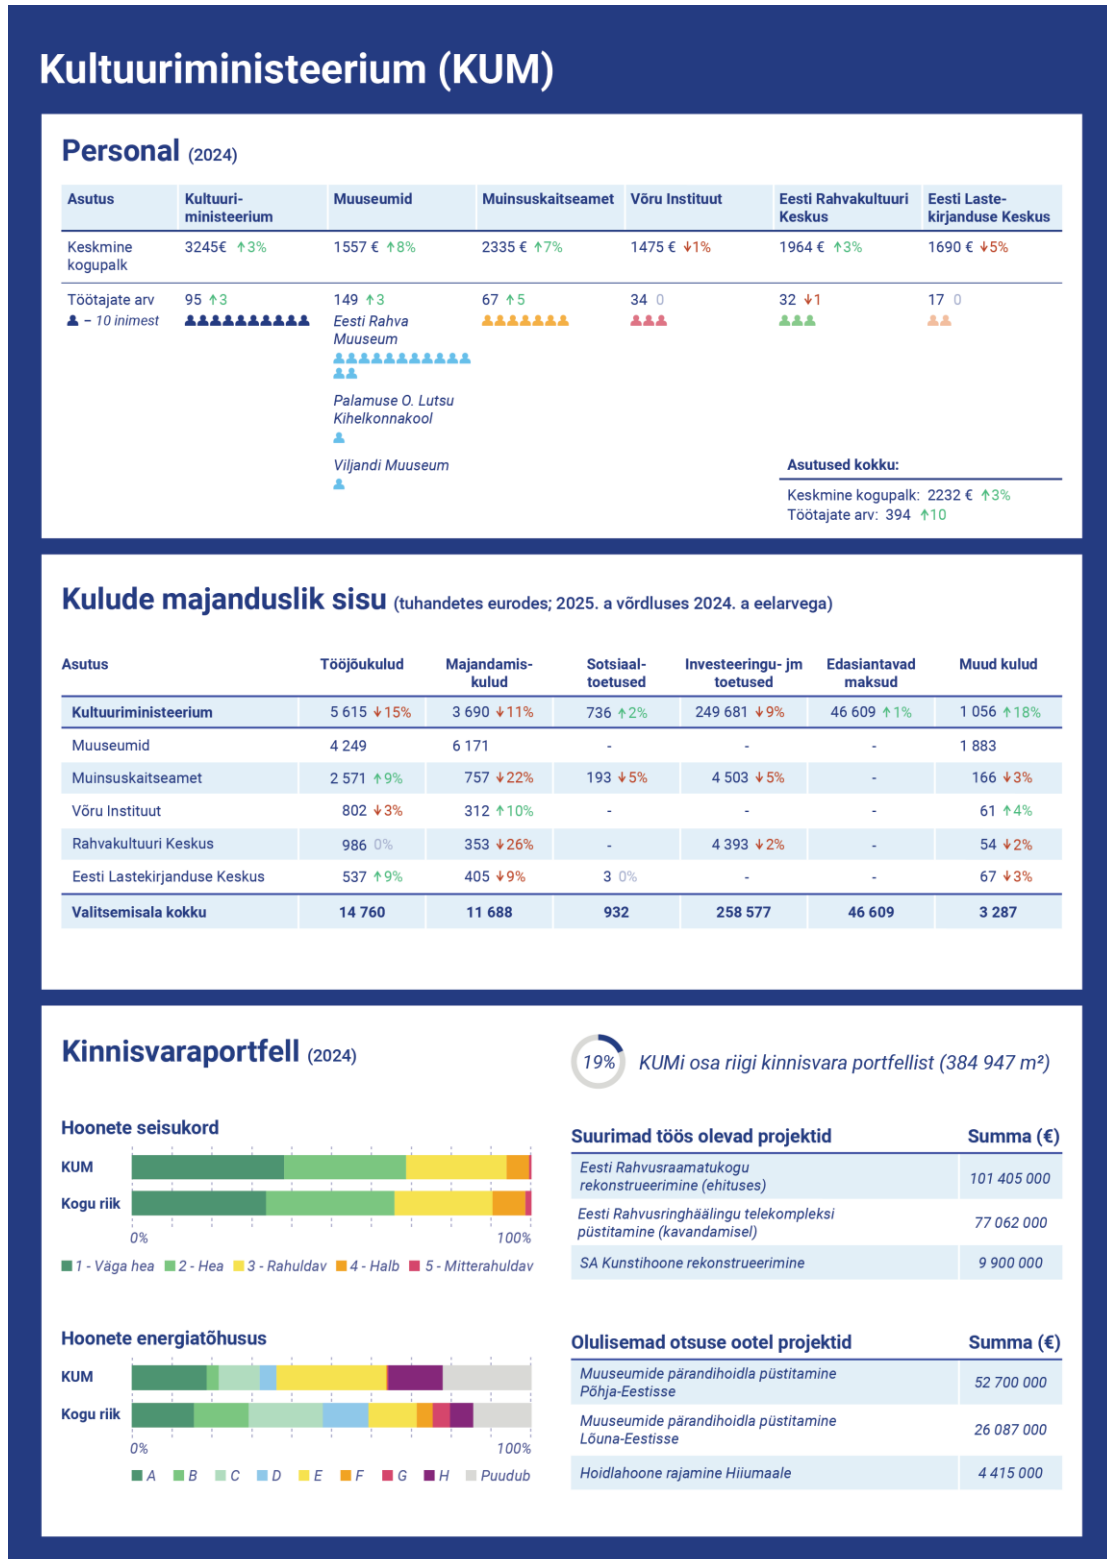 Kultuuriministeerium (KUM)
Personal (2024)
Asutus
Kultuuri-
ministeerium
Muuseumid
Muinsuskaitseamet
Võru Instituut
Eesti Rahvakultuuri
Keskus
Eesti Laste-
kirjanduse Keskus
Keskmine
kogupalk
3245€ ↑3%
1557 € ↑8%
2335 € ↑7%
1475 € ↓1%
1964 € ↑3%
1690 € ↓5%
Töötajate arv
– 10 inimest
95 ↑3
149 ↑3
Eesti Rahva
Muuseum
Palamuse O. Lutsu
Kihelkonnakool
Viljandi Muuseum
67 ↑5
34 0
32 ↓1
17 0
Asutused kokku:
Keskmine kogupalk: 2232 € ↑3%
Töötajate arv: 394 ↑10
Kulude majanduslik sisu (tuhandetes eurodes; 2025. a võrdluses 2024. a eelarvega)
Asutus
Tööjõukulud
Majandamis-
kulud
Sotsiaal-
toetused
Investeeringu- jm
toetused
Edasiantavad
maksud
Muud kulud
Kultuuriministeerium 5 615 ↓15% 3 690 ↓11% 736 ↑2% 249 681 ↓9% 46 609 ↑1% 1 056 ↑18%
Muuseumid 4 249 6 171 - - - 1 883
Muinsuskaitseamet 2 571 ↑9% 757 ↓22% 193 ↓5% 4 503 ↓5% - 166 ↓3%
Võru Instituut 802 ↓3% 312 ↑10% - - - 61 ↑4%
Rahvakultuuri Keskus 986 0% 353 ↓26% - 4 393 ↓2% - 54 ↓2%
Eesti Lastekirjanduse Keskus 537 ↑9% 405 ↓9% 3 0% - - 67 ↓3%
Valitsemisala kokku 14 760 11 688 932 258 577 46 609 3 287
Kinnisvaraportfell (2024)
19% KUMi osa riigi kinnisvara portfellist (384 947 m²)
Hoonete seisukord
KUM
Kogu riik
0% 100%
1 - Väga hea 2 - Hea 3 - Rahuldav 4 - Halb 5 - Mitterahuldav
Suurimad töös olevad projektid Summa (€)
Eesti Rahvusraamatukogu
rekonstrueerimine (ehituses)
101 405 000
Eesti Rahvusringhäälingu telekompleksi
püstitamine (kavandamisel)
77 062 000
SA Kunstihoone rekonstrueerimine 9 900 000
Hoonete energiatõhusus
KUM
Kogu riik
0% 100%
A B C D E F G H Puudub
Olulisemad otsuse ootel projektid Summa (€)
Muuseumide pärandihoidla püstitamine
Põhja-Eestisse
52 700 000
Muuseumide pärandihoidla püstitamine
Lõuna-Eestisse
26 087 000
Hoidlahoone rajamine Hiiumaale 4 415 000